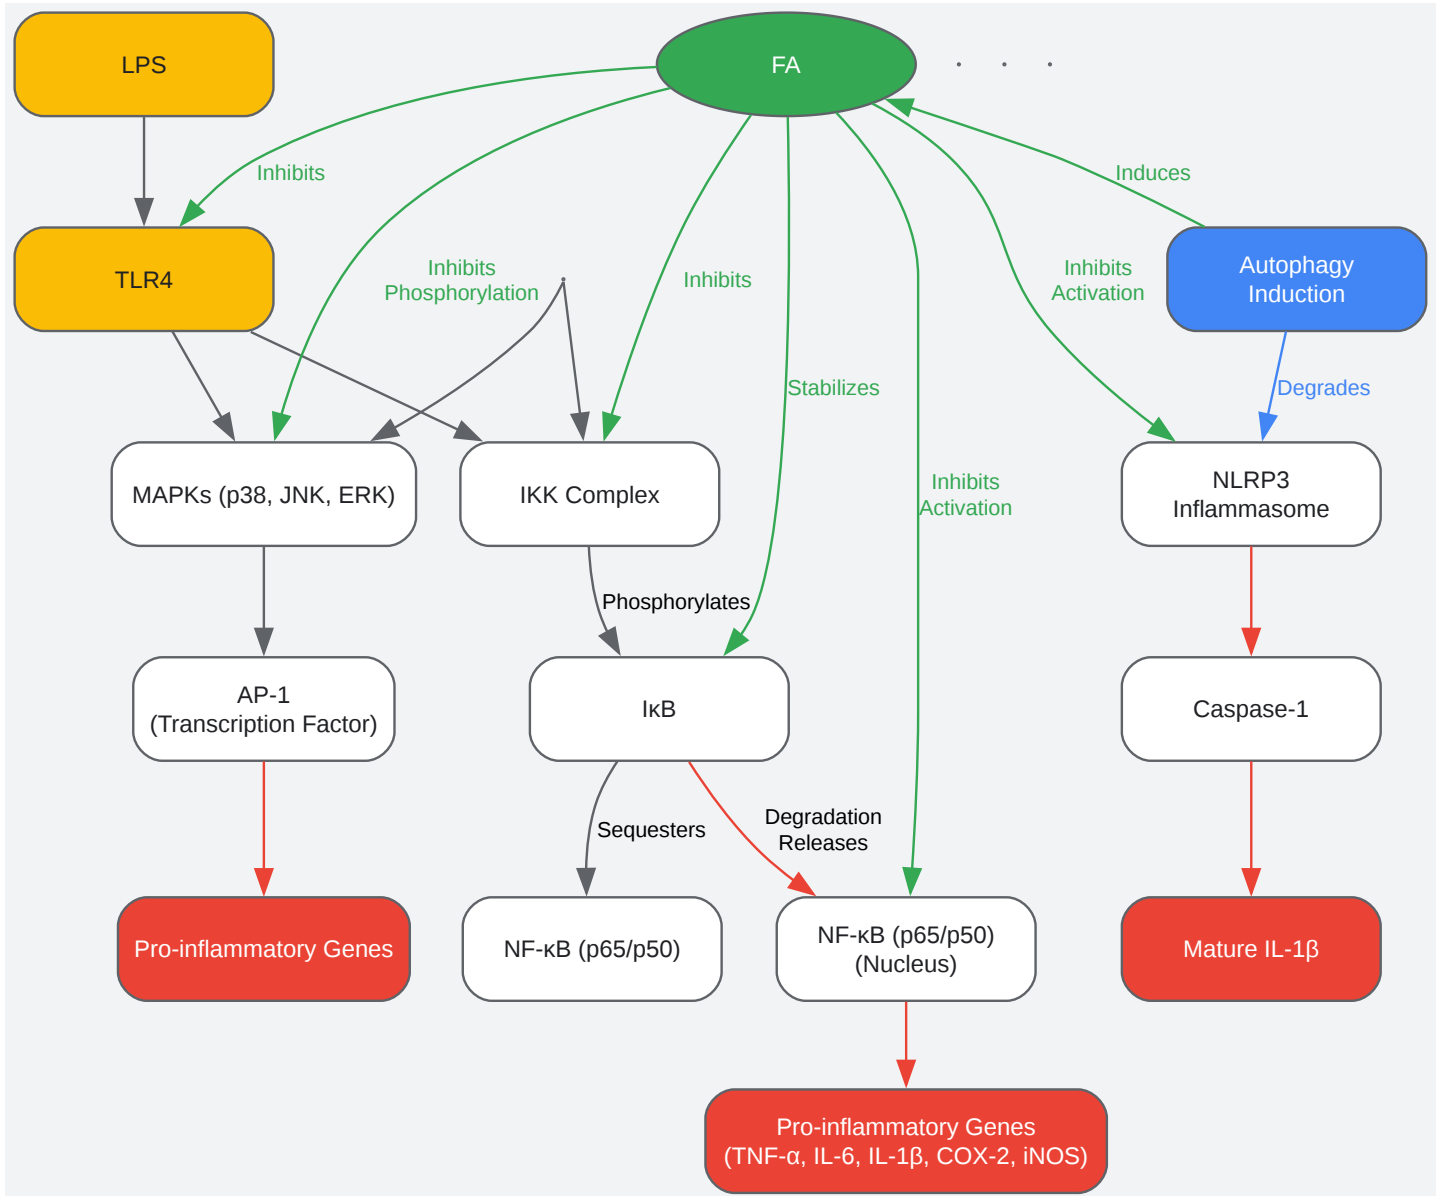 LPS
FA
Inhibits
Induces
TLR4
Inhibits
Phosphorylation
Inhibits
Inhibits
Activation
Autophagy
Induction
Stabilizes
Degrades
MAPKs (p38, JNK, ERK)
IKK Complex
Inhibits
Activation
NLRP3
Inflammasome
Phosphorylates
AP-1
(Transcription Factor)
IκB
Caspase-1
Sequesters
Degradation
Releases
Pro-inflammatory Genes
NF-κB (p65/p50)
NF-κB (p65/p50)
(Nucleus)
Mature IL-1β
Pro-inflammatory Genes
(TNF-α, IL-6, IL-1β, COX-2, iNOS)